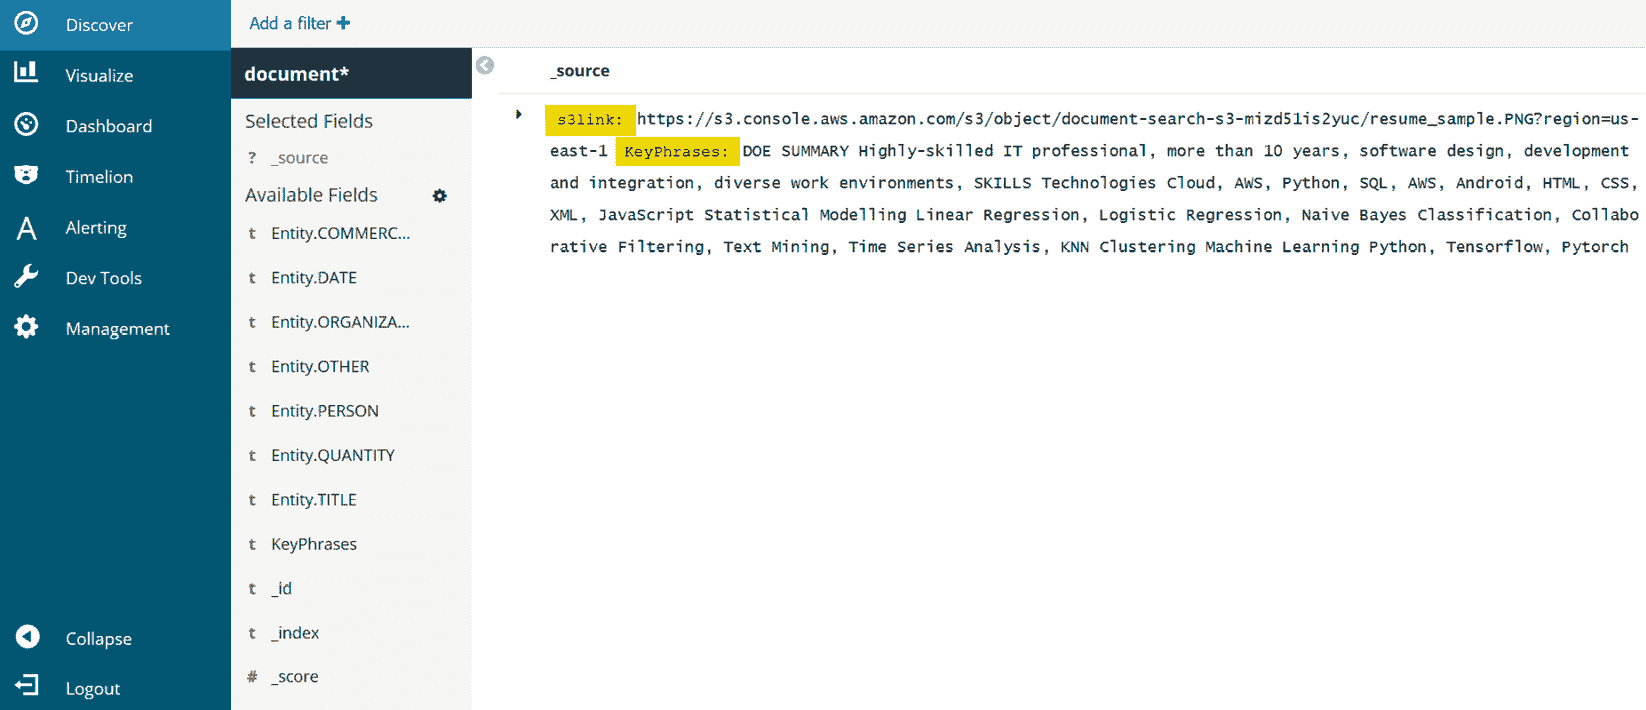 Discover
Visualize
Dashboard
Timelion
Alerting
Dev Tools
Management
Collapse
Logout
Add a filter +
document*
Selected Fields
? _source
Available Fields
t Entity.COMMERC...
t Entity.DATE
t Entity.ORGANIZA...
t Entity.OTHER
t Entity.PERSON
t Entity.QUANTITY
t Entity.TITLE
t KeyPhrases
t _id
t _index
# _score
_source
s3link: https://s3.console.aws.amazon.com/s3/object/document-search-s3-mizd51is2yuc/resume_sample.PNG?region=us-
east-1 KeyPhrases: DOE SUMMARY Highly-skilled IT professional, more than 10 years, software design, development
and integration, diverse work environments, SKILLS Technologies Cloud, AWS, Python, SQL, AWS, Android, HTML, CSS,
XML, JavaScript Statistical Modelling Linear Regression, Logistic Regression, Naive Bayes Classification, Collabo
rative Filtering, Text Mining, Time Series Analysis, KNN Clustering Machine Learning Python, Tensorflow, Pytorch